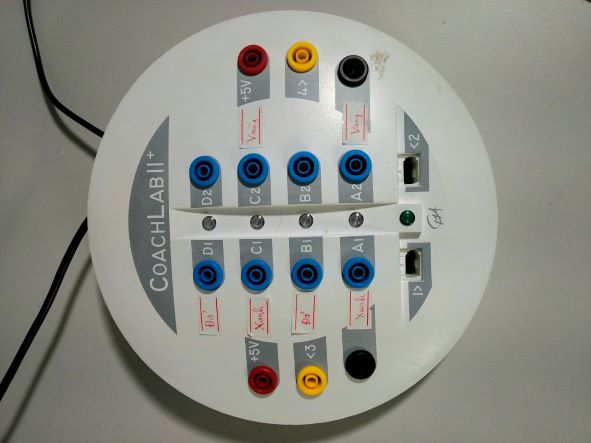 COACHLAB II+
+5V
4>
Vàng
Vàng
D2
C2
B2
A2
<2
D1
C1
B1
A1
1>
Đỏ
Xanh
Đỏ
Xanh
+5V
<3